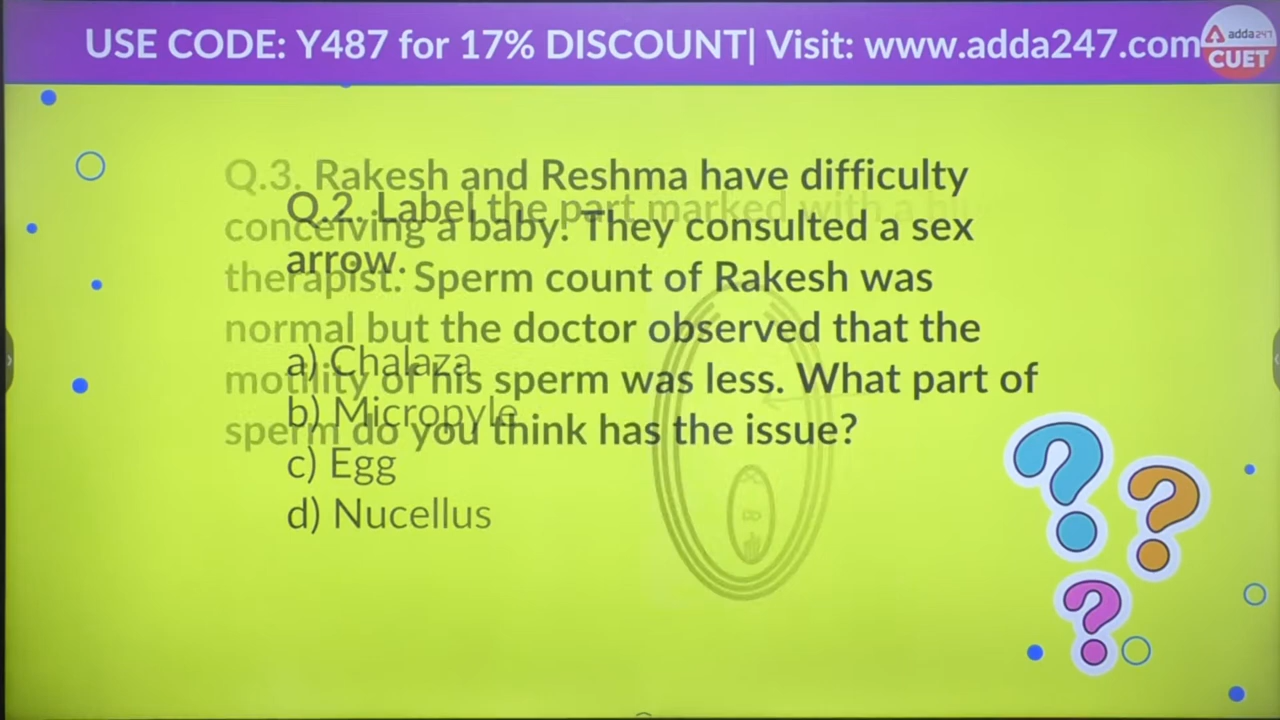 USE CODE: Y487 for 17% DISCOUNT| Visit: www.adda247.com
adda247
CUET
Q.3. Rakesh and Reshma have difficulty
conceiving a baby. They consulted a sex
therapist. Sperm count of Rakesh was
normal but the doctor observed that the
motility of his sperm was less. What part of
sperm do you think has the issue?
Q.2. Label the part marked with a blue
arrow.
a) Chalaza
b) Micropyle
c) Egg
d) Nucellus